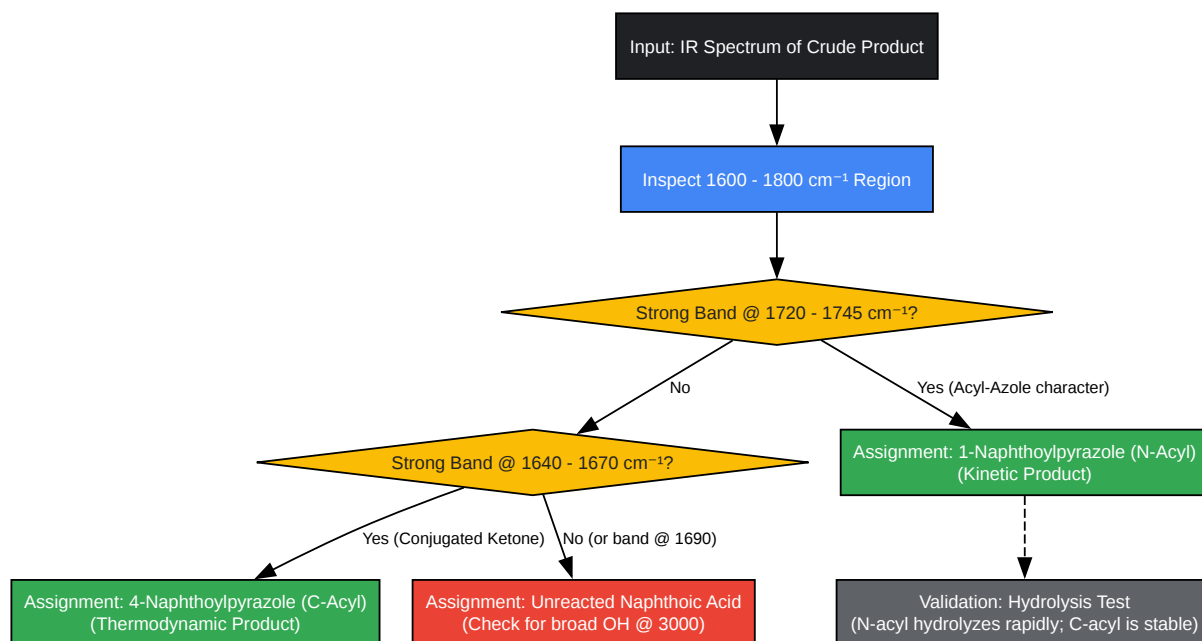 Input: IR Spectrum of Crude Product
Inspect 1600 - 1800 cm⁻¹ Region
Strong Band @ 1720 - 1745 cm⁻¹?
No
Yes (Acyl-Azole character)
Strong Band @ 1640 - 1670 cm⁻¹?
Assignment: 1-Naphthoylpyrazole (N-Acyl)
(Kinetic Product)
Yes (Conjugated Ketone)
No (or band @ 1690)
Assignment: 4-Naphthoylpyrazole (C-Acyl)
(Thermodynamic Product)
Assignment: Unreacted Naphthoic Acid
(Check for broad OH @ 3000)
Validation: Hydrolysis Test
(N-acyl hydrolyzes rapidly; C-acyl is stable)